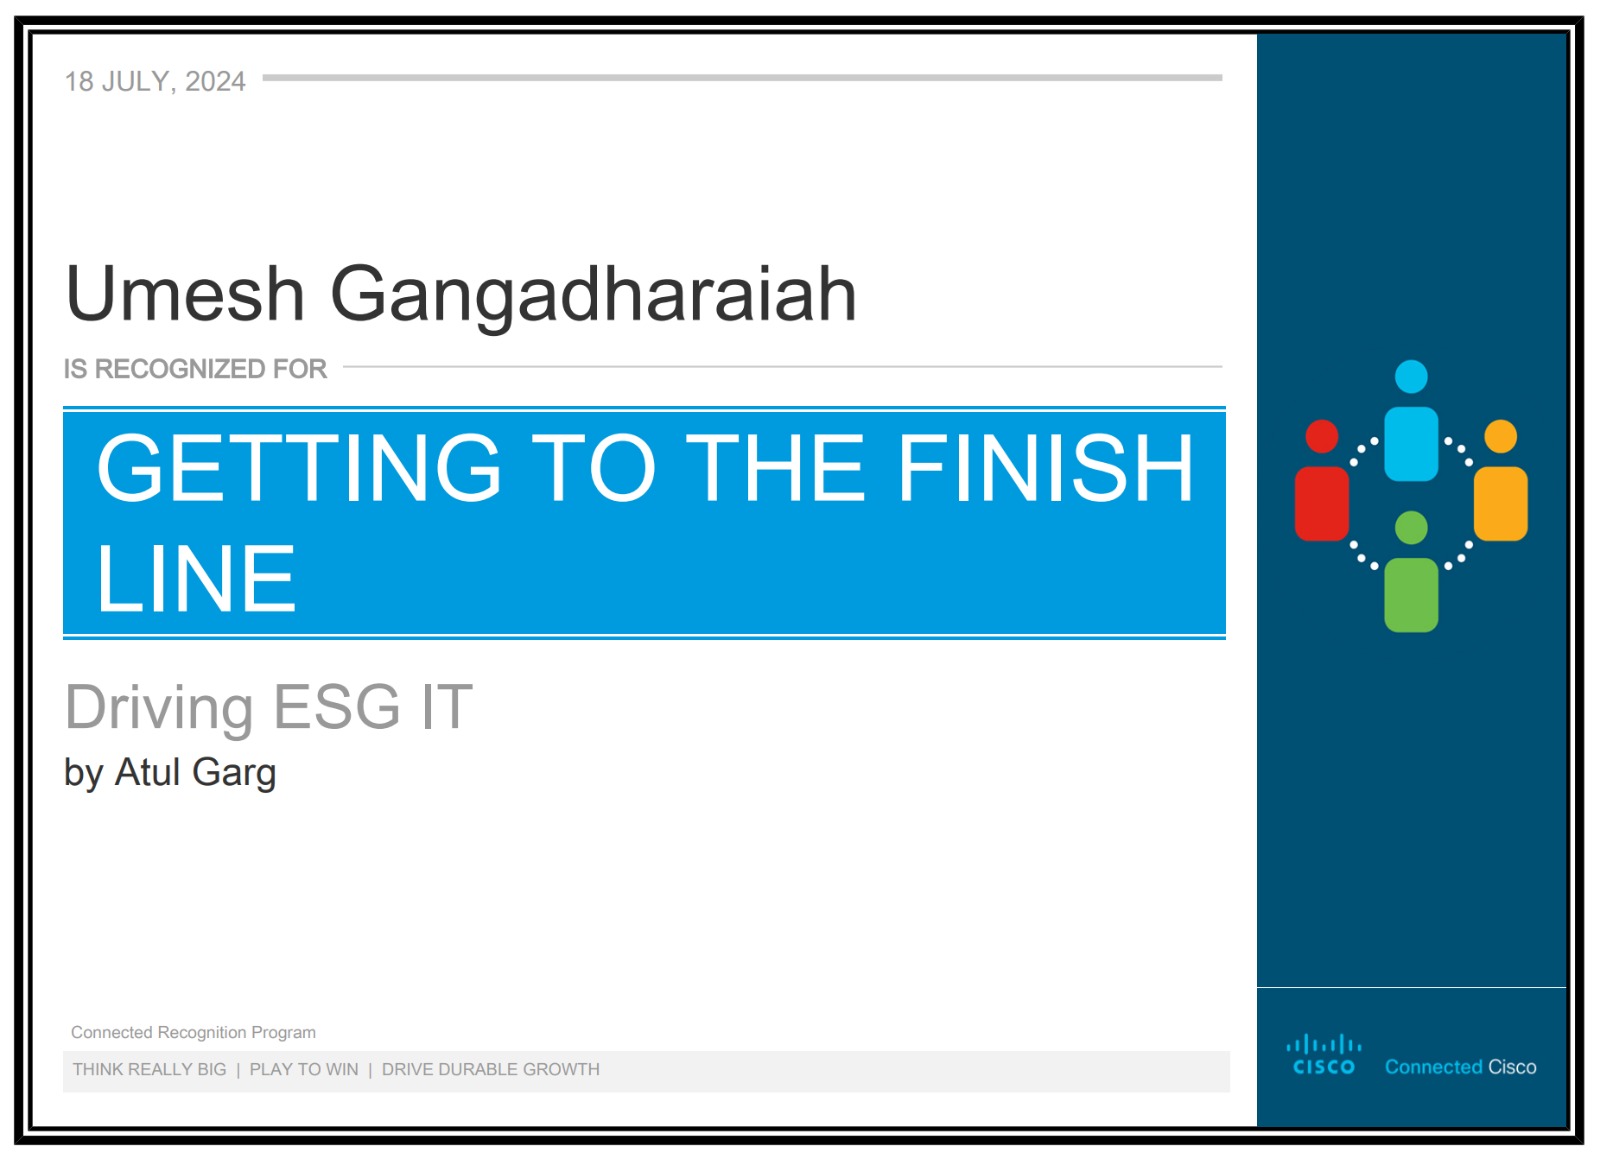 18 JULY, 2024
Umesh Gangadharaiah
IS RECOGNIZED FOR
GETTING TO THE FINISH
LINE
Driving ESG IT
by Atul Garg
Connected Recognition Program
THINK REALLY BIG | PLAY TO WIN | DRIVE DURABLE GROWTH
CISCO
Connected Cisco